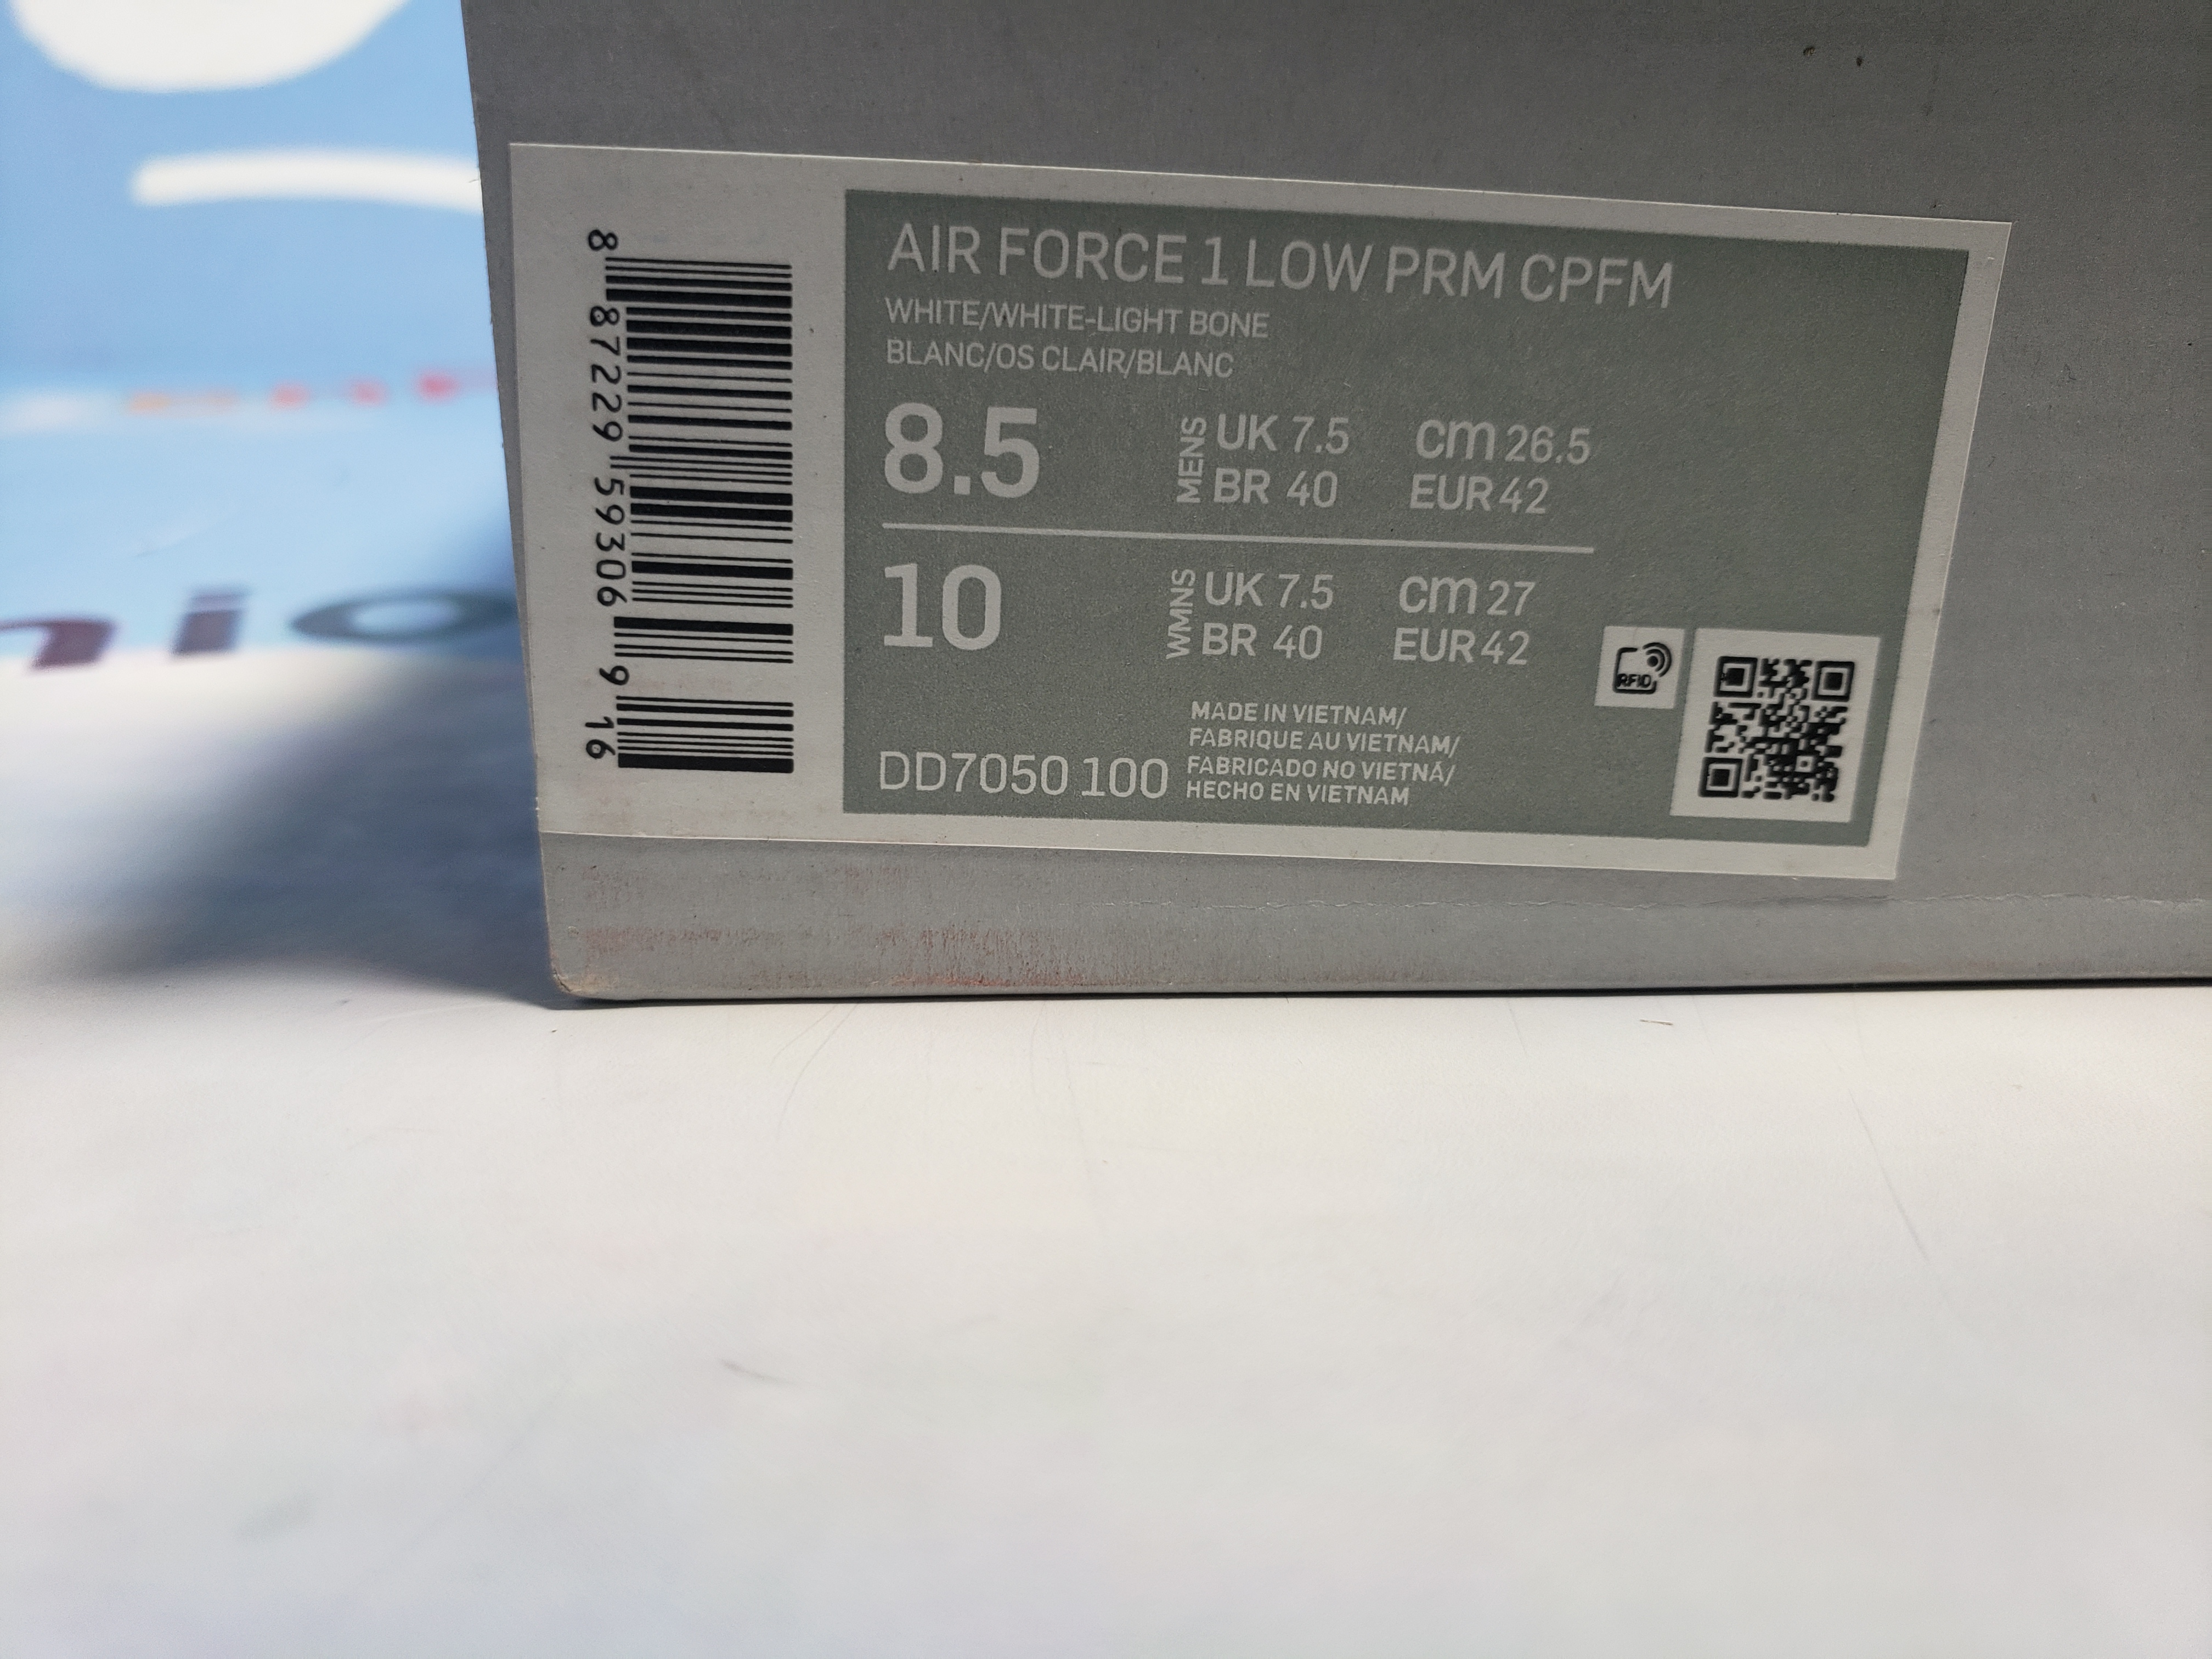 AIR FORCE 1 LOW PRM CPFM
WHITE/WHITE-LIGHT BONE
BLANC/OS CLAIR/BLANC
8.5 MENS UK 7.5 cm 26.5
BR 40 EUR 42
10 WMNS UK 7.5 cm 27
BR 40 EUR 42
MADE IN VIETNAM/
FABRIQUE AU VIETNAM/
FABRICADO NO VIETNÁ/
HECHO EN VIETNAM
DD7050 100
RFID
8 87229 59306 9 16